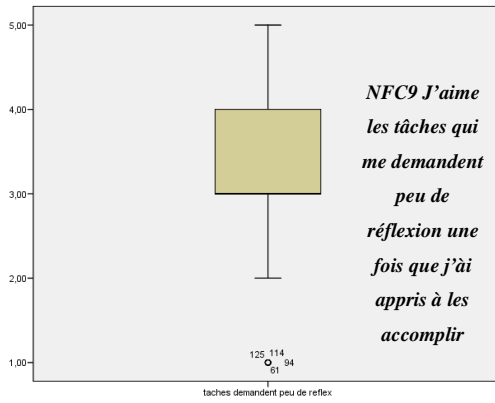 5,00
4,00
3,00
2,00
1,00
NFC9 J’aime
les tâches qui
me demandent
peu de
réflexion une
fois que j’ài
appris à les
accomplir
125 114
94
61
taches demandent peu de reflex